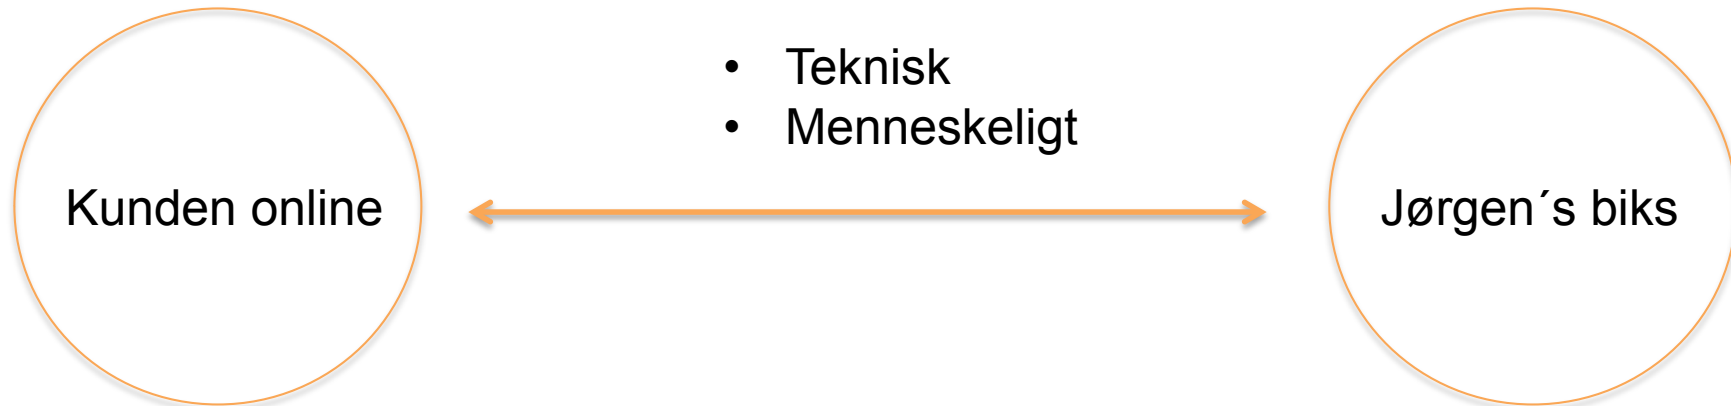 • Teknisk
• Menneskeligt
Kunden online
Jørgen´s biks